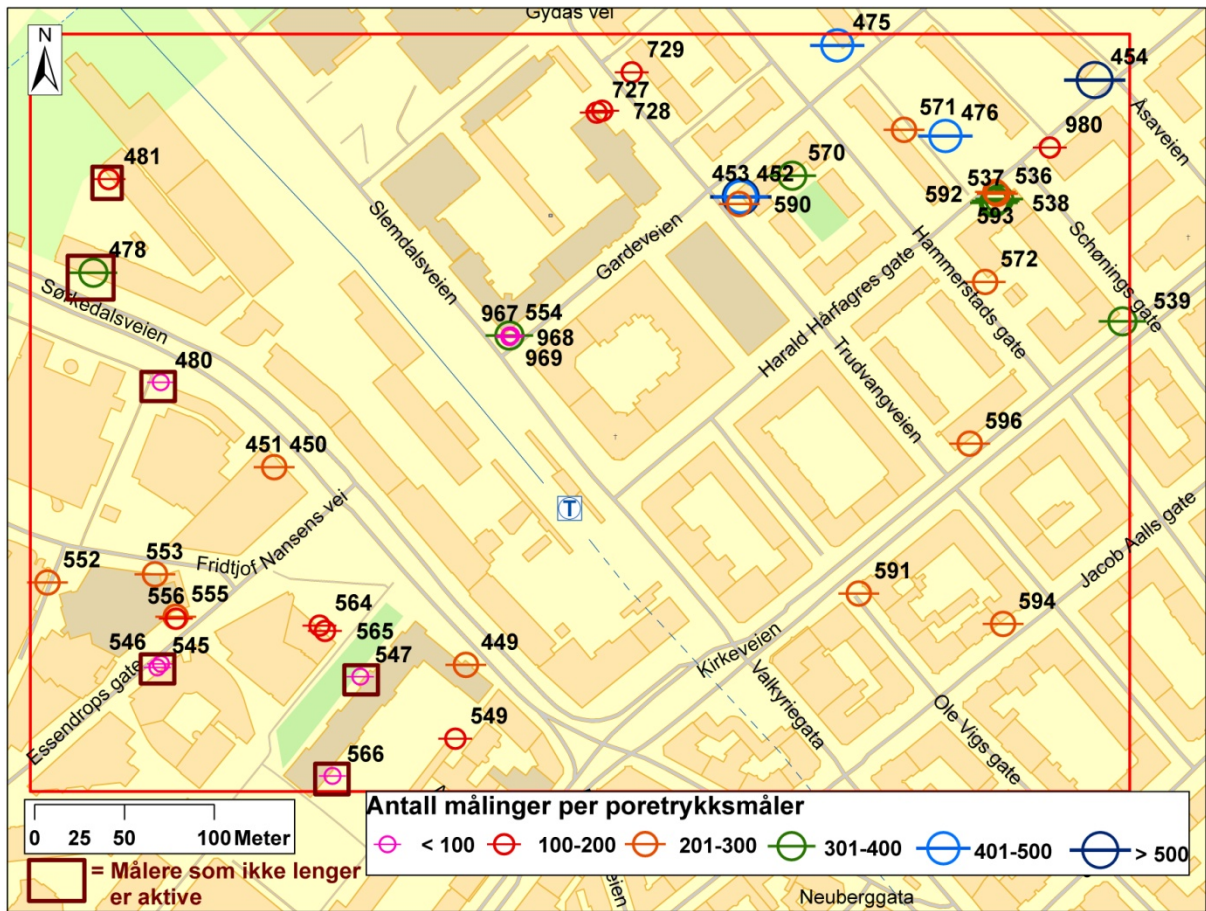 Gydas vei
N
475
729
454
727
728
571
476
Åsaveien
980
481
570
453 452
537
536
592
590
593
538
478
Slemdalsveien
Gardeveien
Hammerstads gate
Schønings gate
572
Sørkedalsveien
967 554
968
969
Harald Hårfagres gate
539
480
Trudvangveien
596
451 450
T
Jacob Aalls gate
Fridtjof Nansens vei
552
553
591
556 555
564
594
565
546
545
547
449
Kirkeveien
Valkyriegata
Essendrops gate
549
Ole Vigs gate
566
Antall målinger per poretrykksmåler
0 25 50 100 Meter
< 100
100-200
201-300
301-400
401-500
> 500
= Målere som ikke lenger
er aktive
eien
Neuberggata